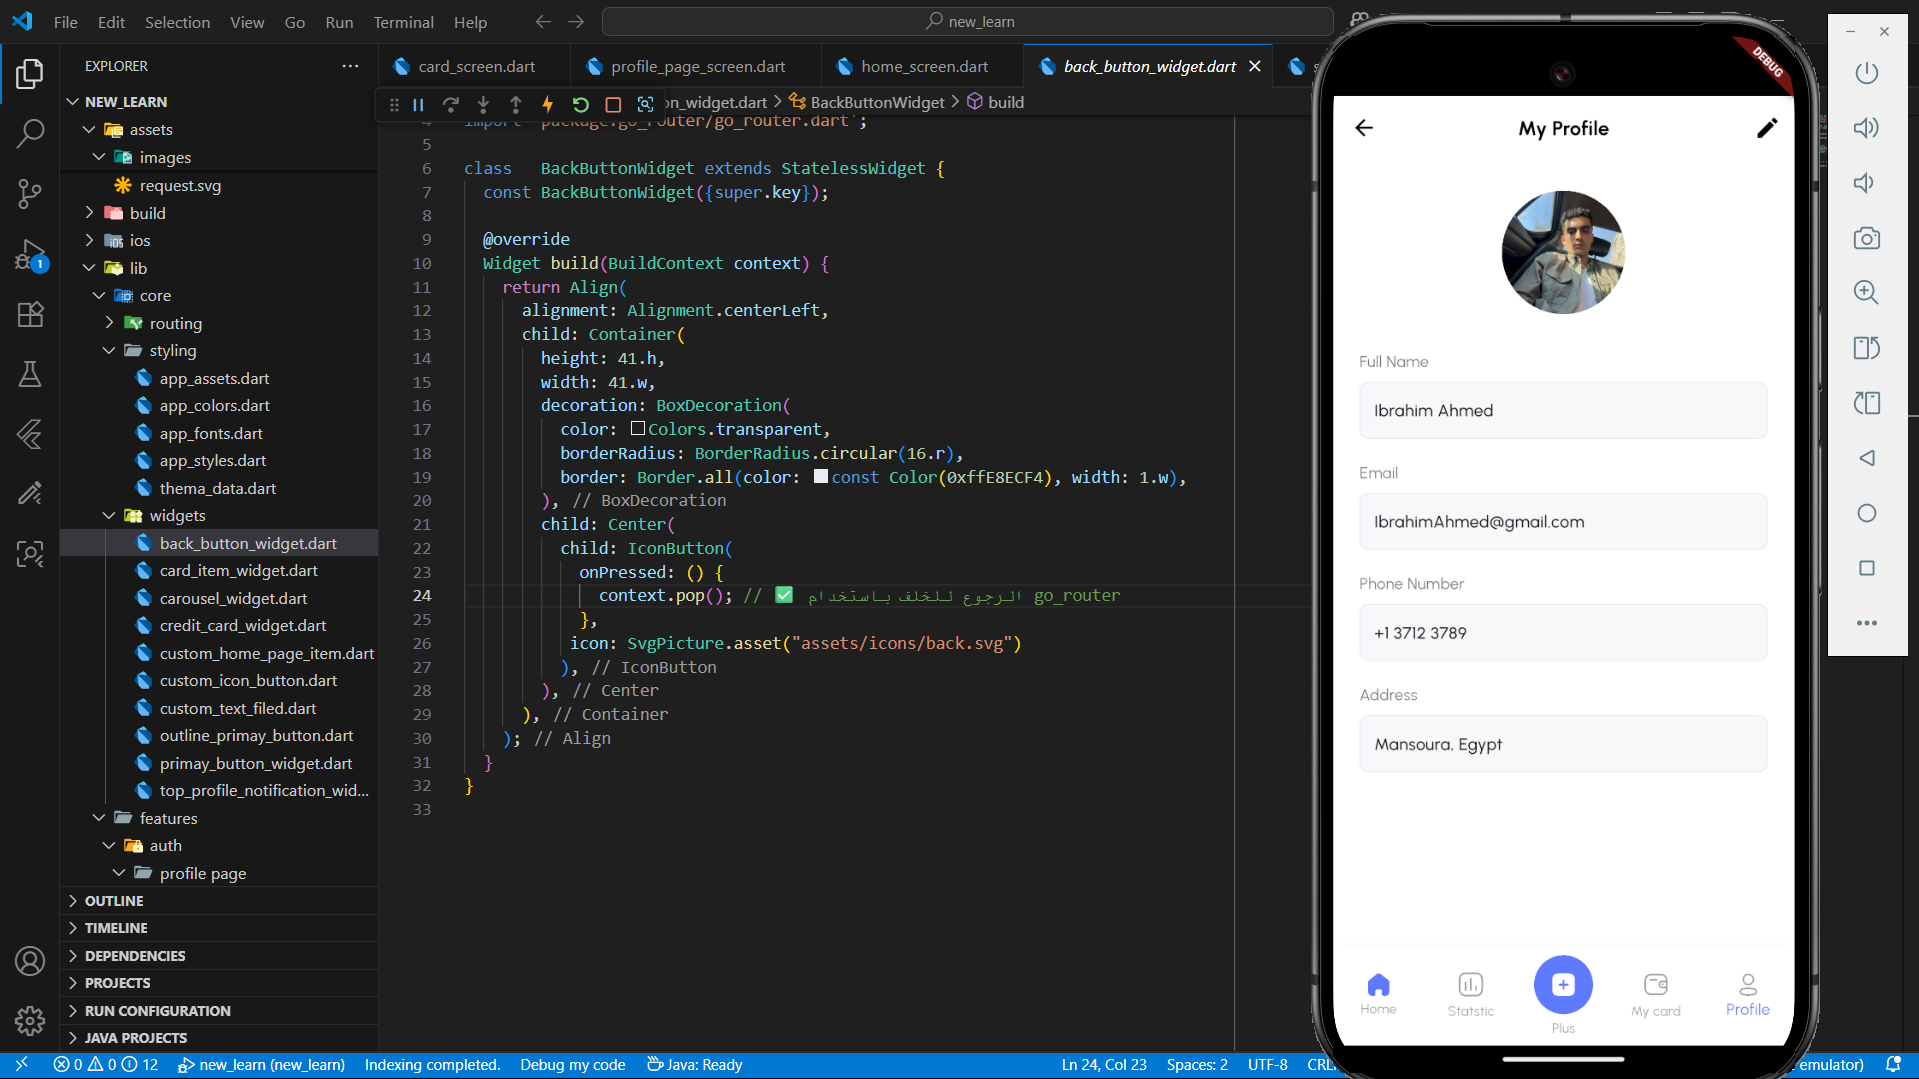 File Edit Selection View Go Run Terminal Help
new_learn
EXPLORER
NEW_LEARN
assets
images
request.svg
build
ios
lib
core
routing
styling
app_assets.dart
app_colors.dart
app_fonts.dart
app_styles.dart
thema_data.dart
widgets
back_button_widget.dart
card_item_widget.dart
carousel_widget.dart
credit_card_widget.dart
custom_home_page_item.dart
custom_icon_button.dart
custom_text_filed.dart
outline_primay_button.dart
primay_button_widget.dart
top_profile_notification_wid...
features
auth
profile page
OUTLINE
TIMELINE
DEPENDENCIES
PROJECTS
RUN CONFIGURATION
JAVA PROJECTS
1
card_screen.dart profile_page_screen.dart home_screen.dart back_button_widget.dart
on_widget.dart > BackButtonWidget > build
4 import 'package:go_router/go_router.dart';
5
6 class   BackButtonWidget extends StatelessWidget {
7   const BackButtonWidget({super.key});
8
9   @override
10   Widget build(BuildContext context) {
11     return Align(
12       alignment: Alignment.centerLeft,
13       child: Container(
14         height: 41.h,
15         width: 41.w,
16         decoration: BoxDecoration(
17           color: Colors.transparent,
18           borderRadius: BorderRadius.circular(16.r),
19           border: Border.all(color: const Color(0xffE8ECF4), width: 1.w),
20         ), // BoxDecoration
21         child: Center(
22           child: IconButton(
23             onPressed: () {
24               context.pop(); // ✅ الرجوع للخلف باستخدام go_router
25             },
26            icon: SvgPicture.asset("assets/icons/back.svg")
27           ), // IconButton
28         ), // Center
29       ), // Container
30     ); // Align
31   }
32 }
33
0 0 12 new_learn (new_learn) Indexing completed. Debug my code Java: Ready Ln 24, Col 23 Spaces: 2 UTF-8 emulator)
DEBUG
My Profile
Full Name
Ibrahim Ahmed
Email
IbrahimAhmed@gmail.com
Phone Number
+1 3712 3789
Address
Mansoura, Egypt
Home Statstic Plus My card Profile